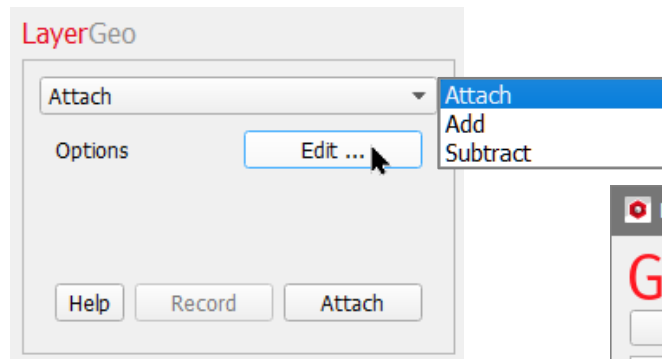 LayerGeo
Attach
Attach
Add
Subtract
Options
Edit ...
Help
Record
Attach
G